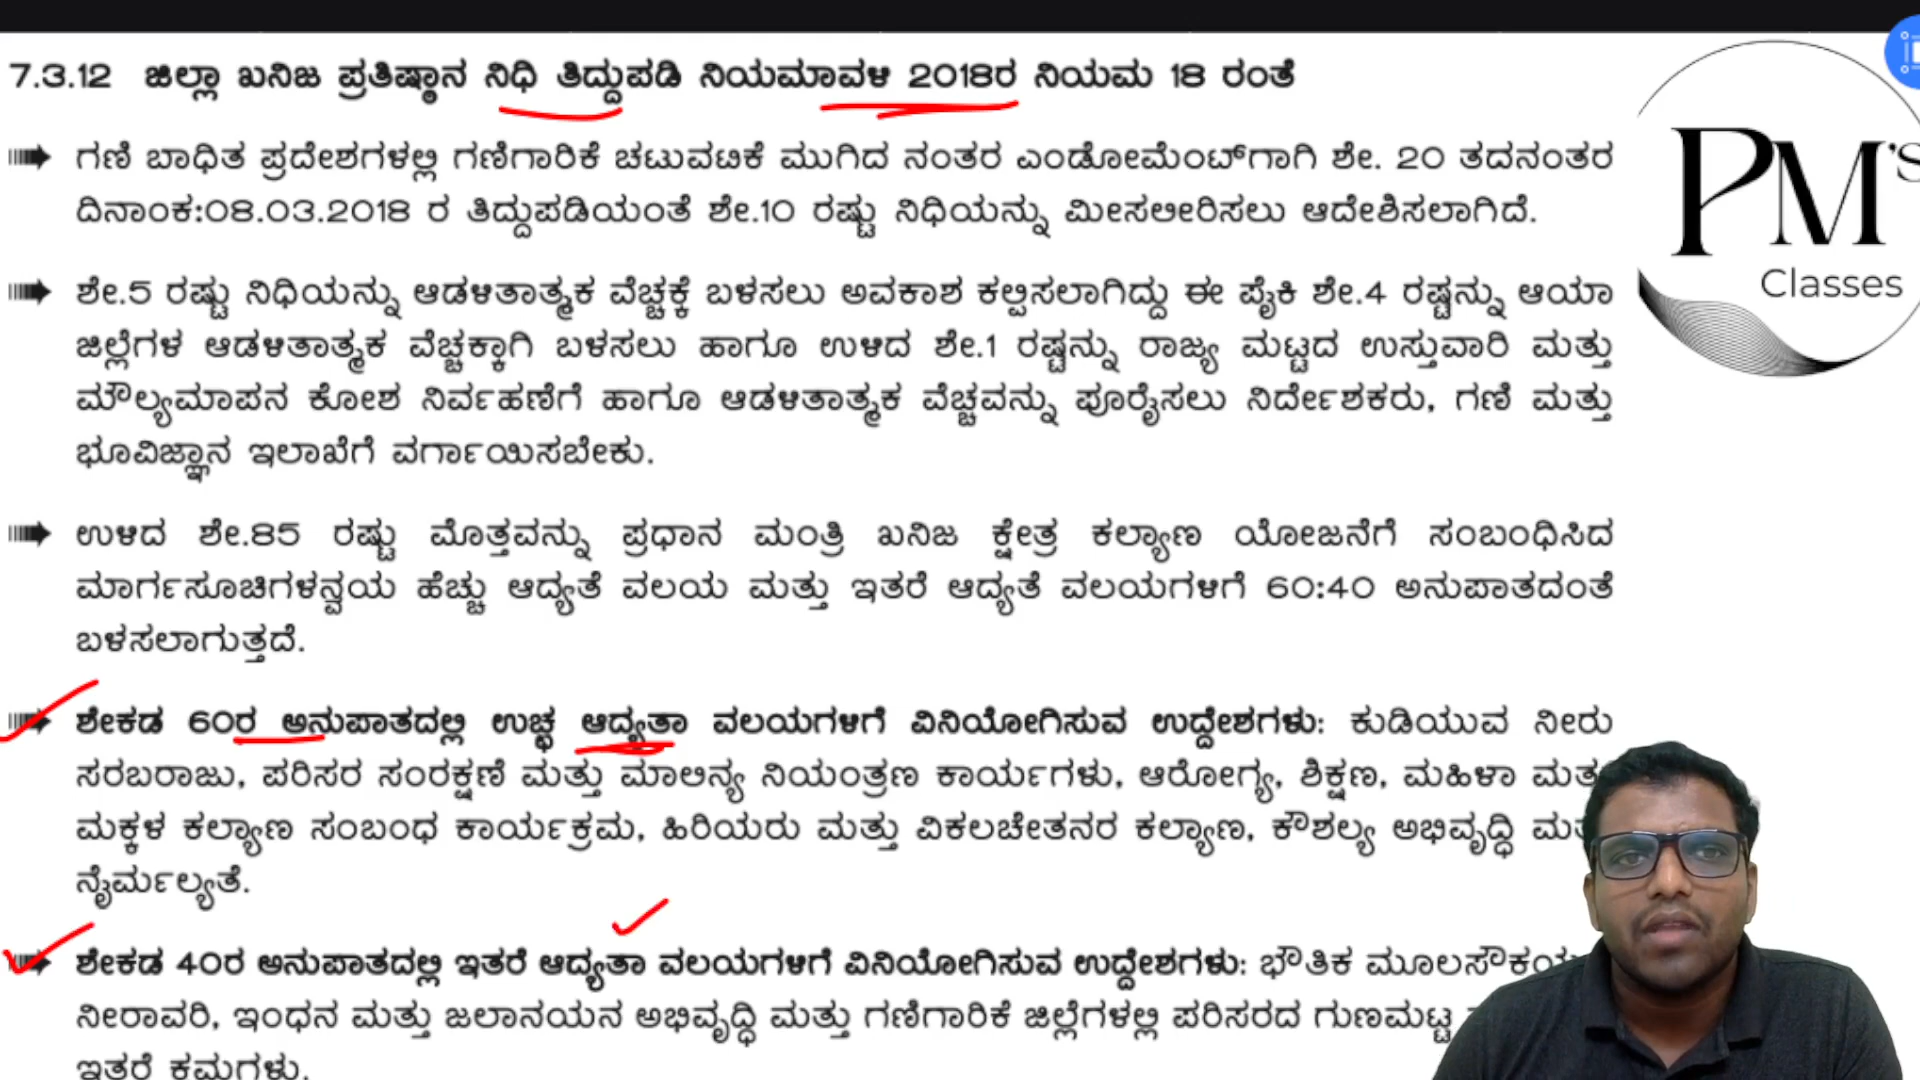 7.3.12 ಜಿಲ್ಲಾ ಖನಿಜ ಪ್ರತಿಷ್ಠಾನ ನಿಧಿ ತಿದ್ದುಪಡಿ ನಿಯಮಾವಳಿ 2018ರ ನಿಯಮ 18 ರಂತೆ
ಗಣಿ ಬಾಧಿತ ಪ್ರದೇಶಗಳಲ್ಲಿ ಗಣಿಗಾರಿಕೆ ಚಟುವಟಿಕೆ ಮುಗಿದ ನಂತರ ಎಂಡೋಮೆಂಟ್‌ಗಾಗಿ ಶೇ. 20 ತದನಂತರ
ದಿನಾಂಕ:08.03.2018 ರ ತಿದ್ದುಪಡಿಯಂತೆ ಶೇ.10 ರಷ್ಟು ನಿಧಿಯನ್ನು ಮೀಸಲೀರಿಸಲು ಆದೇಶಿಸಲಾಗಿದೆ.
ಶೇ.5 ರಷ್ಟು ನಿಧಿಯನ್ನು ಆಡಳಿತಾತ್ಮಕ ವೆಚ್ಚಕ್ಕೆ ಬಳಸಲು ಅವಕಾಶ ಕಲ್ಪಿಸಲಾಗಿದ್ದು ಈ ಪೈಕಿ ಶೇ.4 ರಷ್ಟನ್ನು ಆಯಾ
ಜಿಲ್ಲೆಗಳ ಆಡಳಿತಾತ್ಮಕ ವೆಚ್ಚಕ್ಕಾಗಿ ಬಳಸಲು ಹಾಗೂ ಉಳಿದ ಶೇ.1 ರಷ್ಟನ್ನು ರಾಜ್ಯ ಮಟ್ಟದ ಉಸ್ತುವಾರಿ ಮತ್ತು
ಮೌಲ್ಯಮಾಪನ ಕೋಶ ನಿರ್ವಹಣೆಗೆ ಹಾಗೂ ಆಡಳಿತಾತ್ಮಕ ವೆಚ್ಚವನ್ನು ಪೂರೈಸಲು ನಿರ್ದೇಶಕರು, ಗಣಿ ಮತ್ತು
ಭೂವಿಜ್ಞಾನ ಇಲಾಖೆಗೆ ವರ್ಗಾಯಿಸಬೇಕು.
ಉಳಿದ ಶೇ.85 ರಷ್ಟು ಮೊತ್ತವನ್ನು ಪ್ರಧಾನ ಮಂತ್ರಿ ಖನಿಜ ಕ್ಷೇತ್ರ ಕಲ್ಯಾಣ ಯೋಜನೆಗೆ ಸಂಬಂಧಿಸಿದ
ಮಾರ್ಗಸೂಚಿಗಳನ್ವಯ ಹೆಚ್ಚು ಆದ್ಯತೆ ವಲಯ ಮತ್ತು ಇತರೆ ಆದ್ಯತೆ ವಲಯಗಳಿಗೆ 60:40 ಅನುಪಾತದಂತೆ
ಬಳಸಲಾಗುತ್ತದೆ.
ಶೇಕಡ 60ರ ಅನುಪಾತದಲ್ಲಿ ಉಚ್ಛ ಆದ್ಯತಾ ವಲಯಗಳಿಗೆ ವಿನಿಯೋಗಿಸುವ ಉದ್ದೇಶಗಳು: ಕುಡಿಯುವ ನೀರು
ಸರಬರಾಜು, ಪರಿಸರ ಸಂರಕ್ಷಣೆ ಮತ್ತು ಮಾಲಿನ್ಯ ನಿಯಂತ್ರಣ ಕಾರ್ಯಗಳು, ಆರೋಗ್ಯ, ಶಿಕ್ಷಣ, ಮಹಿಳಾ
ಮಕ್ಕಳ ಕಲ್ಯಾಣ ಸಂಬಂಧ ಕಾರ್ಯಕ್ರಮ, ಹಿರಿಯರು ಮತ್ತು ವಿಕಲಚೇತನರ ಕಲ್ಯಾಣ, ಕೌಶಲ್ಯ ಅಭಿವೃದ್ಧಿ
ನೈರ್ಮಲ್ಯತೆ.
ಶೇಕಡ 40ರ ಅನುಪಾತದಲ್ಲಿ ಇತರೆ ಆದ್ಯತಾ ವಲಯಗಳಿಗೆ ವಿನಿಯೋಗಿಸುವ ಉದ್ದೇಶಗಳು: ಭೌತಿಕ
ನೀರಾವರಿ, ಇಂಧನ ಮತ್ತು ಜಲಾನಯನ ಅಭಿವೃದ್ಧಿ ಮತ್ತು ಗಣಿಗಾರಿಕೆ ಜಿಲ್ಲೆಗಳಲ್ಲಿ ಪರಿಸರದ ಗುಣಮಟ್ಟ
ಇತರೆ ಕ್ರಮಗಳು.
PM's
Classes